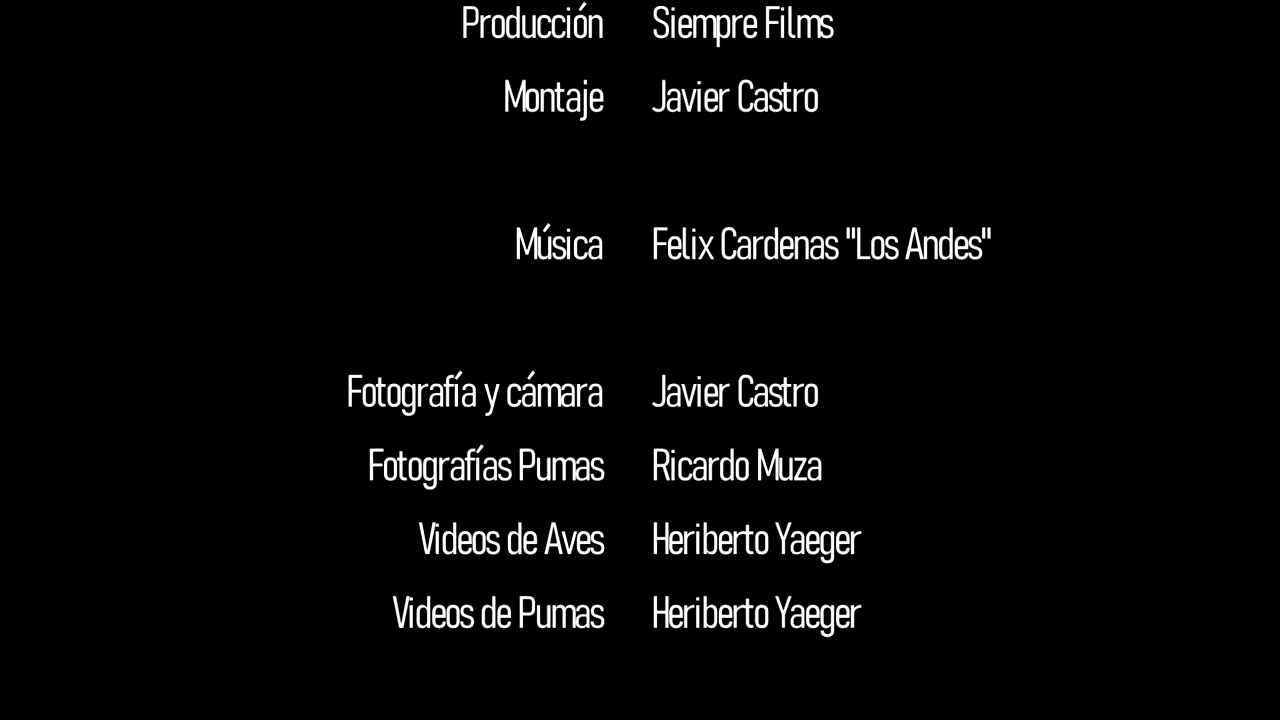 Producción Siempre Films
Montaje Javier Castro
Música Felix Cardenas "Los Andes"
Fotografía y cámara Javier Castro
Fotografías Pumas Ricardo Muza
Videos de Aves Heriberto Yaeger
Videos de Pumas Heriberto Yaeger